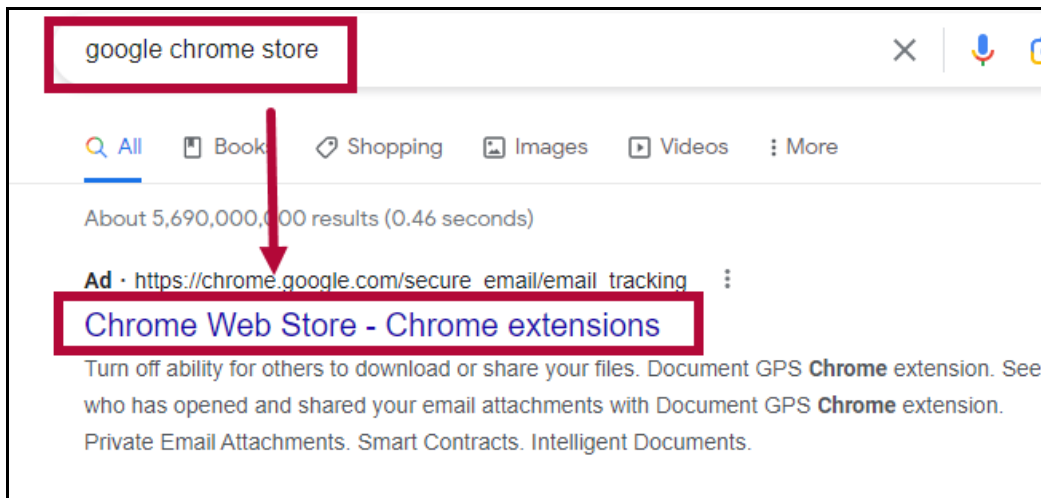 google chrome store
All Books Shopping Images Videos More
About 5,690,000,000 results (0.46 seconds)
Ad · https://chrome.google.com/secure_email/email_tracking
Chrome Web Store - Chrome extensions
Turn off ability for others to download or share your files. Document GPS Chrome extension. See
who has opened and shared your email attachments with Document GPS Chrome extension.
Private Email Attachments. Smart Contracts. Intelligent Documents.